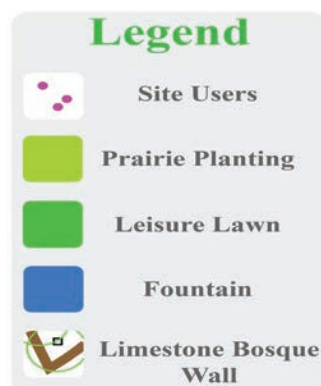 Legend
Site Users
Prairie Planting
Leisure Lawn
Fountain
Limestone Bosque
Wall